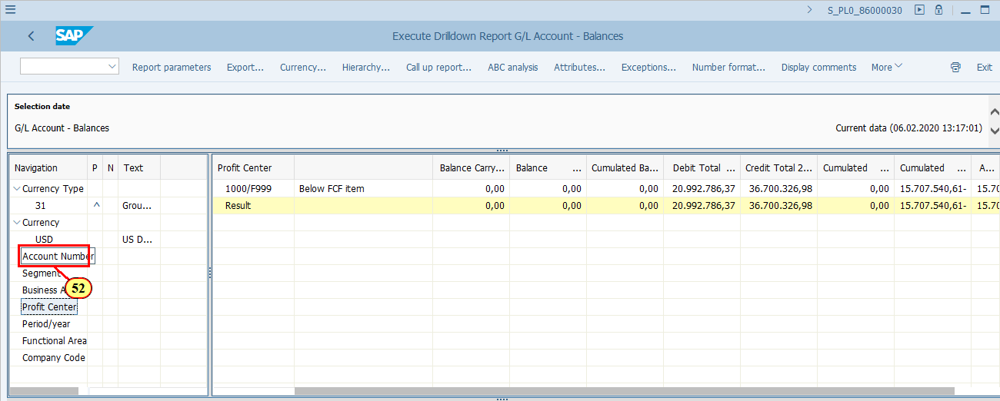 S_PL0_86000030
SAP Execute Drilldown Report G/L Account - Balances
Report parameters Export... Currency... Hierarchy... Call up report... ABC analysis Attributes... Exceptions... Number format... Display comments More Exit
Selection date
G/L Account - Balances Current data (06.02.2020 13:17:01)
Navigation P N Text Profit Center Balance Carry... Balance ... Cumulated Ba... Debit Total ... Credit Total 2... Cumulated ... Cumulated ... A...
Currency Type 1000/F999 Below FCF item 0,00 0,00 0,00 20.992.786,37 36.700.326,98 0,00 15.707.540,61- 15.70
31 Grou... Result 0,00 0,00 0,00 20.992.786,37 36.700.326,98 0,00 15.707.540,61- 15.70
Currency
USD US D...
Account Number
Segment
52
Business A
Profit Center
Period/year
Functional Area
Company Code